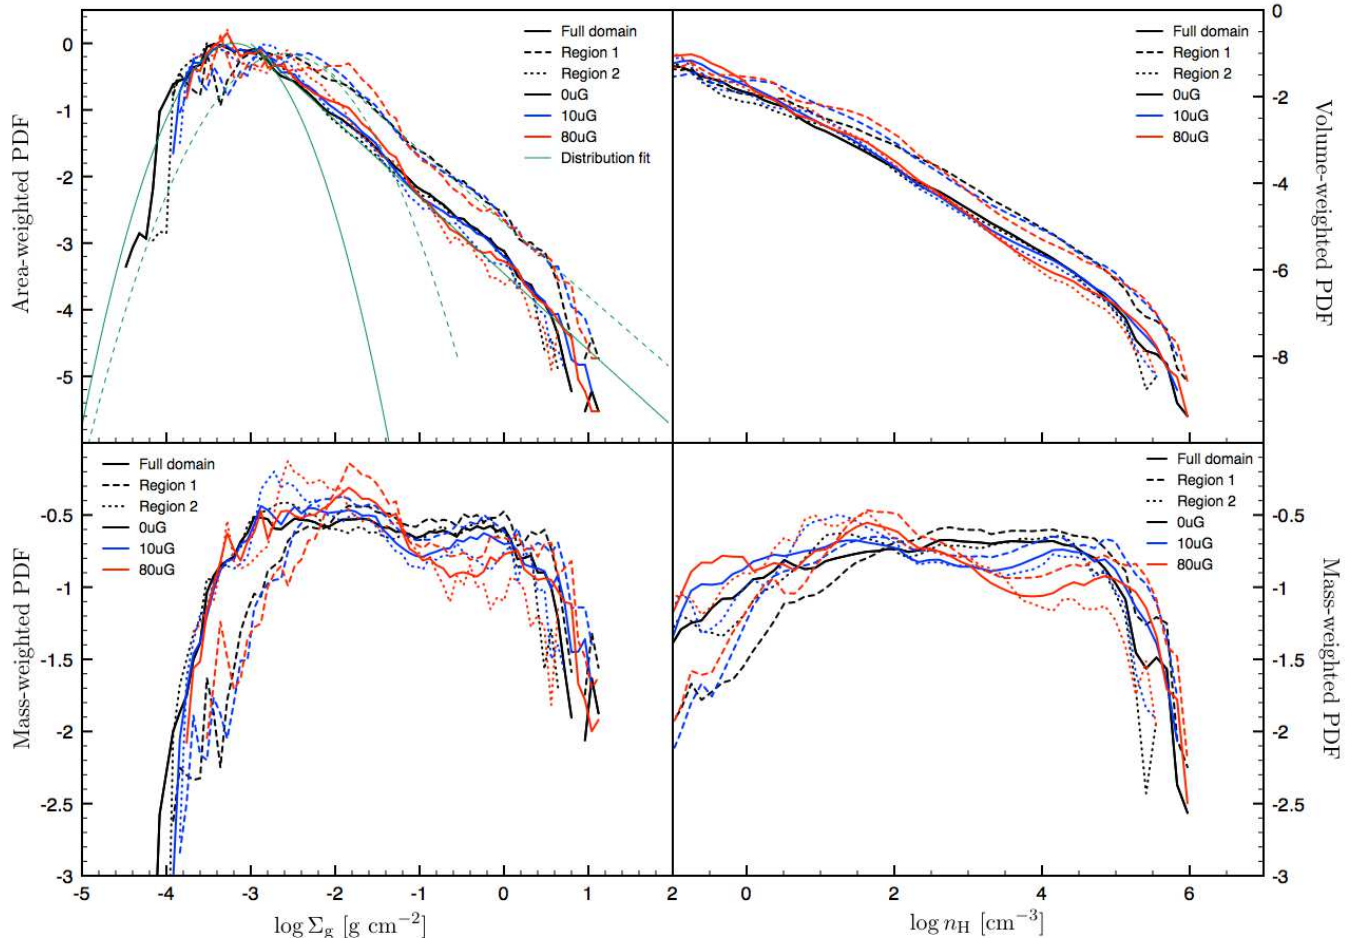 0
-1
-2
-3
-4
-5
Area-weighted PDF
Full domain
Region 1
Region 2
0uG
10uG
80uG
Distribution fit
Full domain
Region 1
Region 2
0uG
10uG
80uG
0
-2
-4
-6
-8
Volume-weighted PDF
-0.5
-1
-1.5
-2
-2.5
-3
Mass-weighted PDF
Full domain
Region 1
Region 2
0uG
10uG
80uG
Full domain
Region 1
Region 2
0uG
10uG
80uG
-0.5
-1
-1.5
-2
-2.5
-3
Mass-weighted PDF
-5 -4 -3 -2 -1 0 1 2 0 2 4 6
log Σg [g cm−2]
log nH [cm−3]